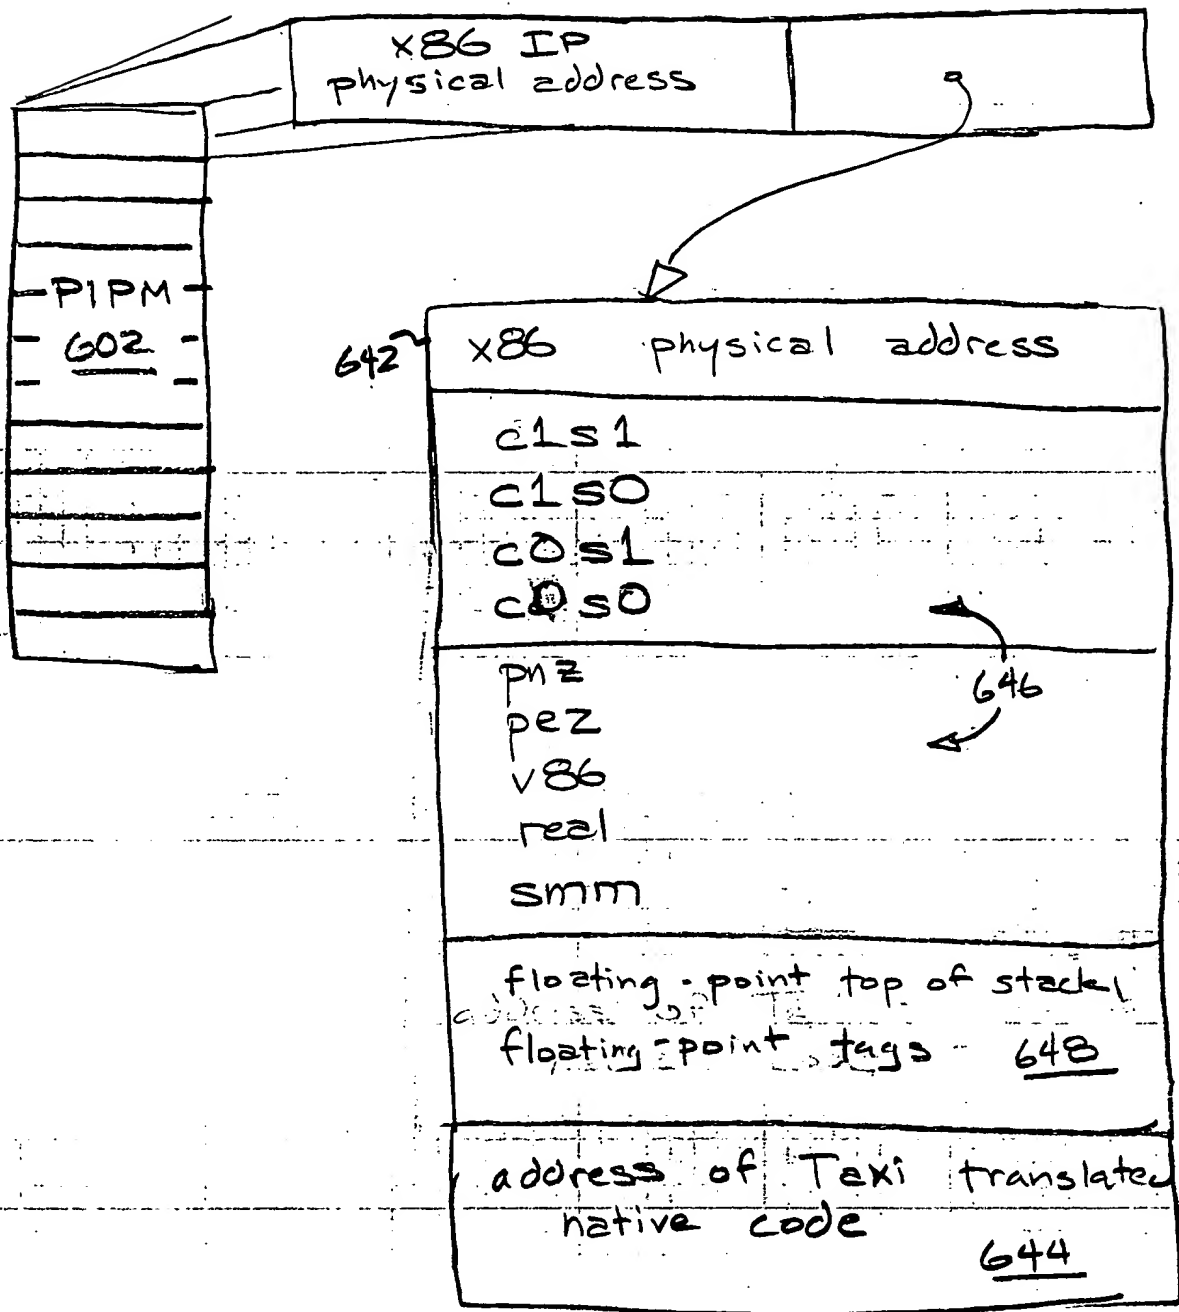 x86 IP
physical address
PIPM
602
642
x86 physical address
c1s1
c1s0
c0s1
c0s0
646
pnz
pez
v86
real
smm
floating-point top of stack,
floating-point tags 648
address of Taxi translated
native code
644